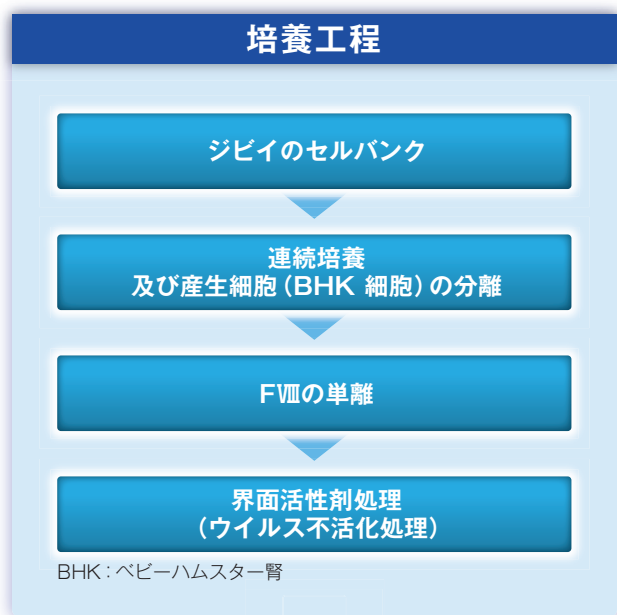 培養工程
ジビイのセルバンク
連続培養
及び産生細胞(BHK 細胞)の分離
FⅧの単離
界面活性剤処理
(ウイルス不活化処理)
BHK:ベビーハムスター腎